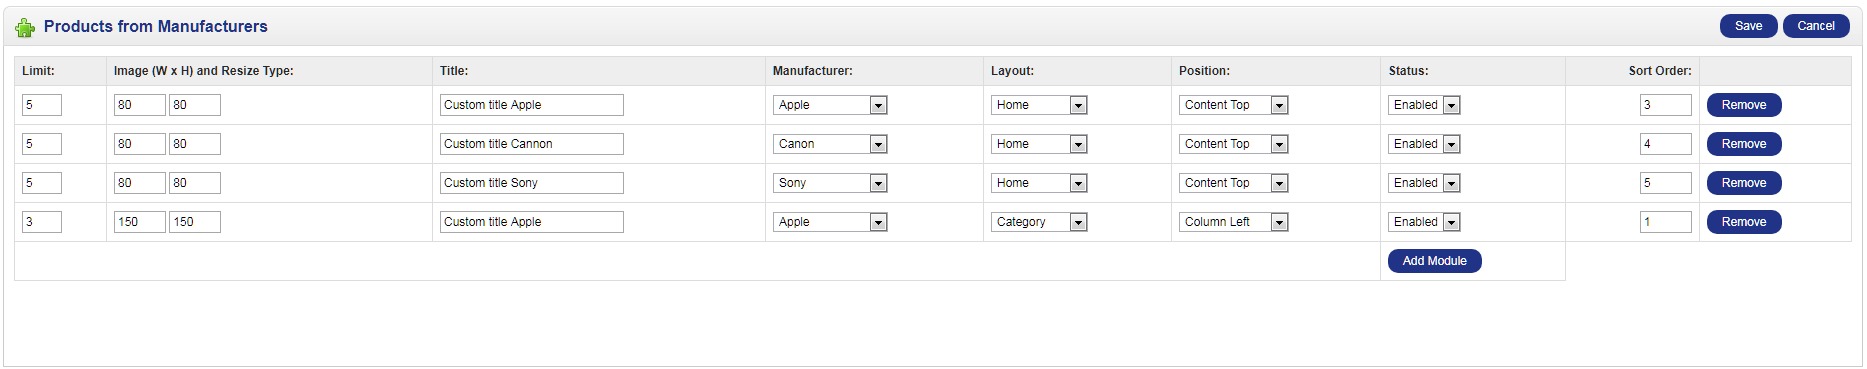 Products from Manufacturers Save Cancel
Limit: Image (W x H) and Resize Type: Title: Manufacturer: Layout: Position: Status: Sort Order:
5 80 80 Custom title Apple Apple Home Content Top Enabled 3 Remove
5 80 80 Custom title Cannon Canon Home Content Top Enabled 4 Remove
5 80 80 Custom title Sony Sony Home Content Top Enabled 5 Remove
3 150 150 Custom title Apple Apple Category Column Left Enabled 1 Remove
Add Module